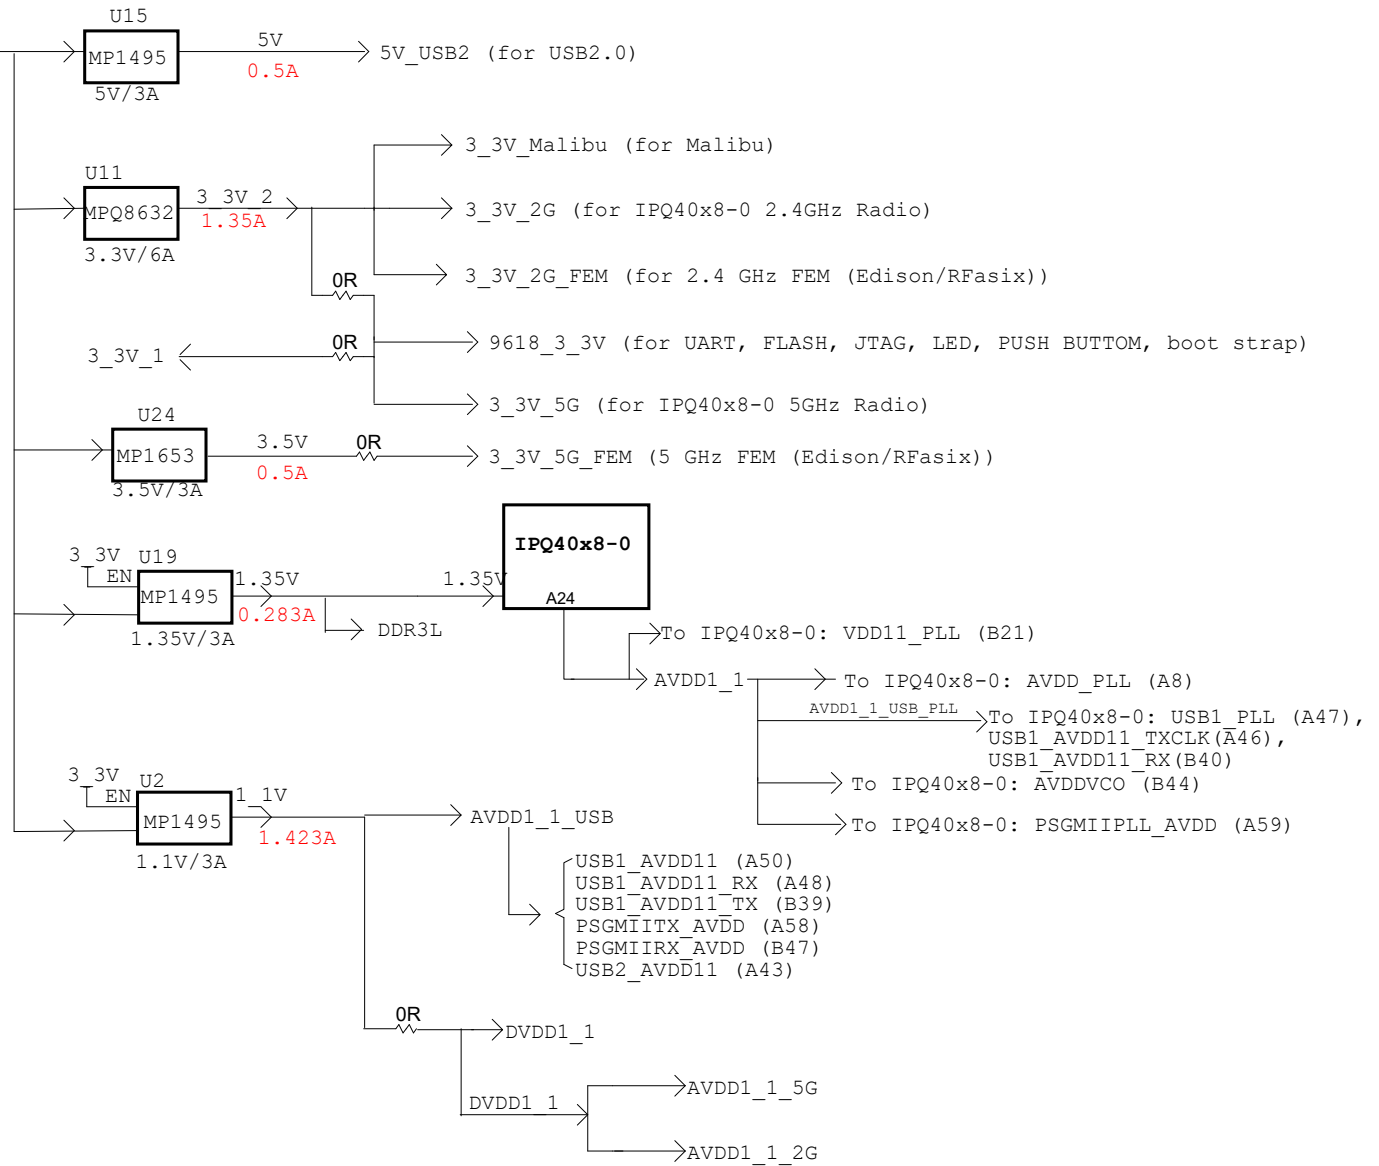 U15
MP1495
5V/3A
5V
0.5A
5V_USB2 (for USB2.0)
3_3V_Malibu (for Malibu)
U11
MPQ8632
3.3V/6A
3_3V_2
1.35A
3_3V_2G (for IPQ40x8-0 2.4GHz Radio)
3_3V_2G_FEM (for 2.4 GHz FEM (Edison/RFasix))
0R
0R
9618_3_3V (for UART, FLASH, JTAG, LED, PUSH BUTTOM, boot strap)
3_3V_1
3_3V_5G (for IPQ40x8-0 5GHz Radio)
U24
MP1653
3.5V/3A
3.5V
0.5A
0R
3_3V_5G_FEM (5 GHz FEM (Edison/RFasix))
IPQ40x8-0
A24
3_3V
EN
U19
MP1495
1.35V/3A
1.35V
0.283A
1.35V
DDR3L
To IPQ40x8-0: VDD11_PLL (B21)
AVDD1_1
To IPQ40x8-0: AVDD_PLL (A8)
AVDD1_1_USB_PLL
To IPQ40x8-0: USB1_PLL (A47),
USB1_AVDD11_TXCLK(A46),
USB1_AVDD11_RX(B40)
To IPQ40x8-0: AVDDVCO (B44)
To IPQ40x8-0: PSGMIIPLL_AVDD (A59)
3_3V
EN
U2
MP1495
1.1V/3A
1_1V
1.423A
AVDD1_1_USB
USB1_AVDD11 (A50)
USB1_AVDD11_RX (A48)
USB1_AVDD11_TX (B39)
PSGMIITX_AVDD (A58)
PSGMIIRX_AVDD (B47)
USB2_AVDD11 (A43)
0R
DVDD1_1
DVDD1_1
AVDD1_1_5G
AVDD1_1_2G